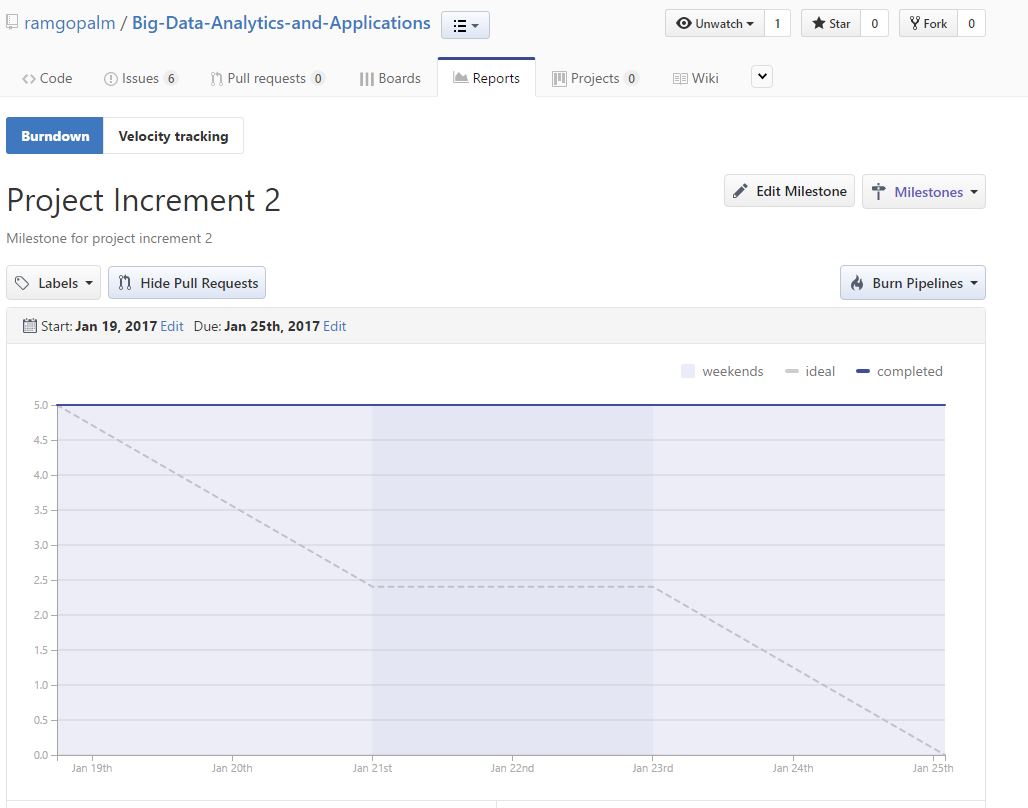 ramgopalm / Big-Data-Analytics-and-Applications Unwatch 1 Star 0 Fork 0
Code Issues 6 Pull requests 0 Boards Reports Projects 0 Wiki
Burndown Velocity tracking
Project Increment 2 Edit Milestone Milestones
Milestone for project increment 2
Labels Hide Pull Requests Burn Pipelines
Start: Jan 19, 2017 Edit Due: Jan 25th, 2017 Edit
weekends ideal completed
5.0
4.5
4.0
3.5
3.0
2.5
2.0
1.5
1.0
0.5
0.0
Jan 19th Jan 20th Jan 21st Jan 22nd Jan 23rd Jan 24th Jan 25th